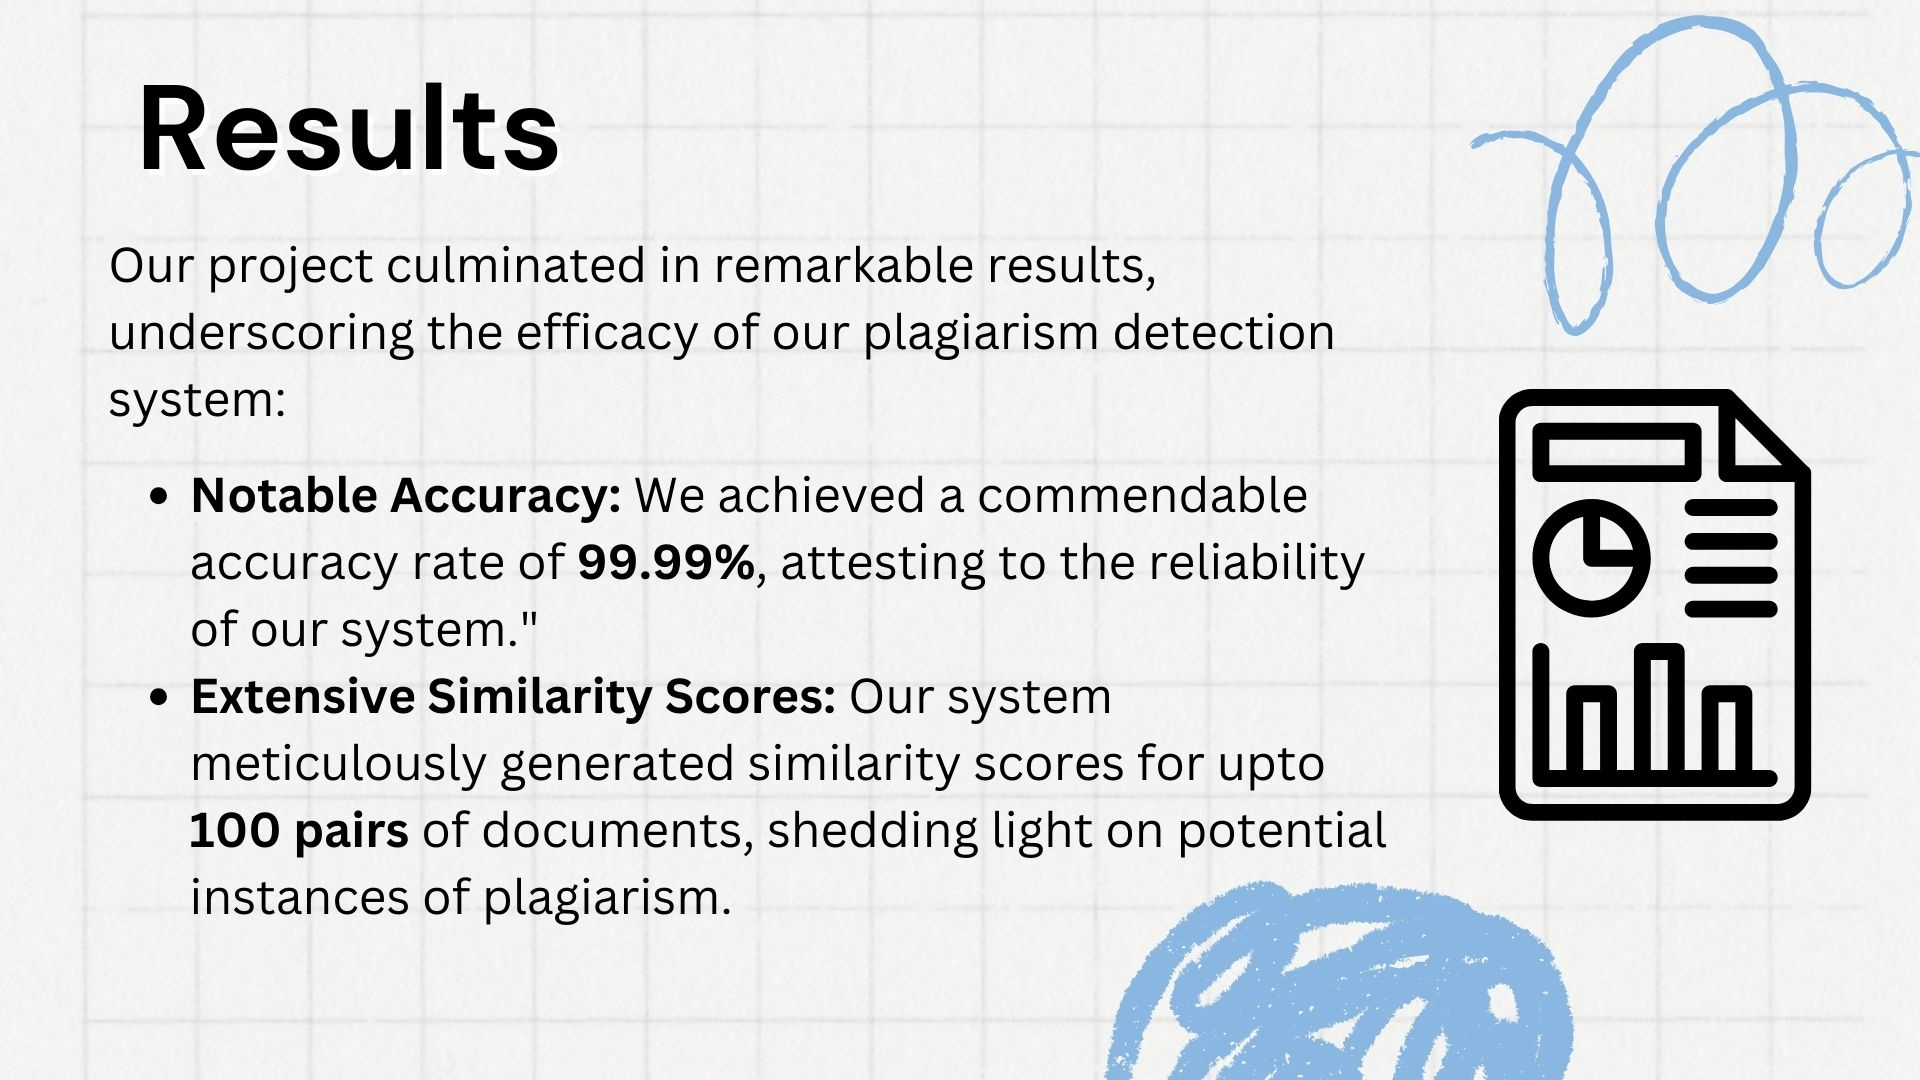 Results
Our project culminated in remarkable results,
underscoring the efficacy of our plagiarism detection
system:
• Notable Accuracy: We achieved a commendable
accuracy rate of 99.99%, attesting to the reliability
of our system."
• Extensive Similarity Scores: Our system
meticulously generated similarity scores for upto
100 pairs of documents, shedding light on potential
instances of plagiarism.